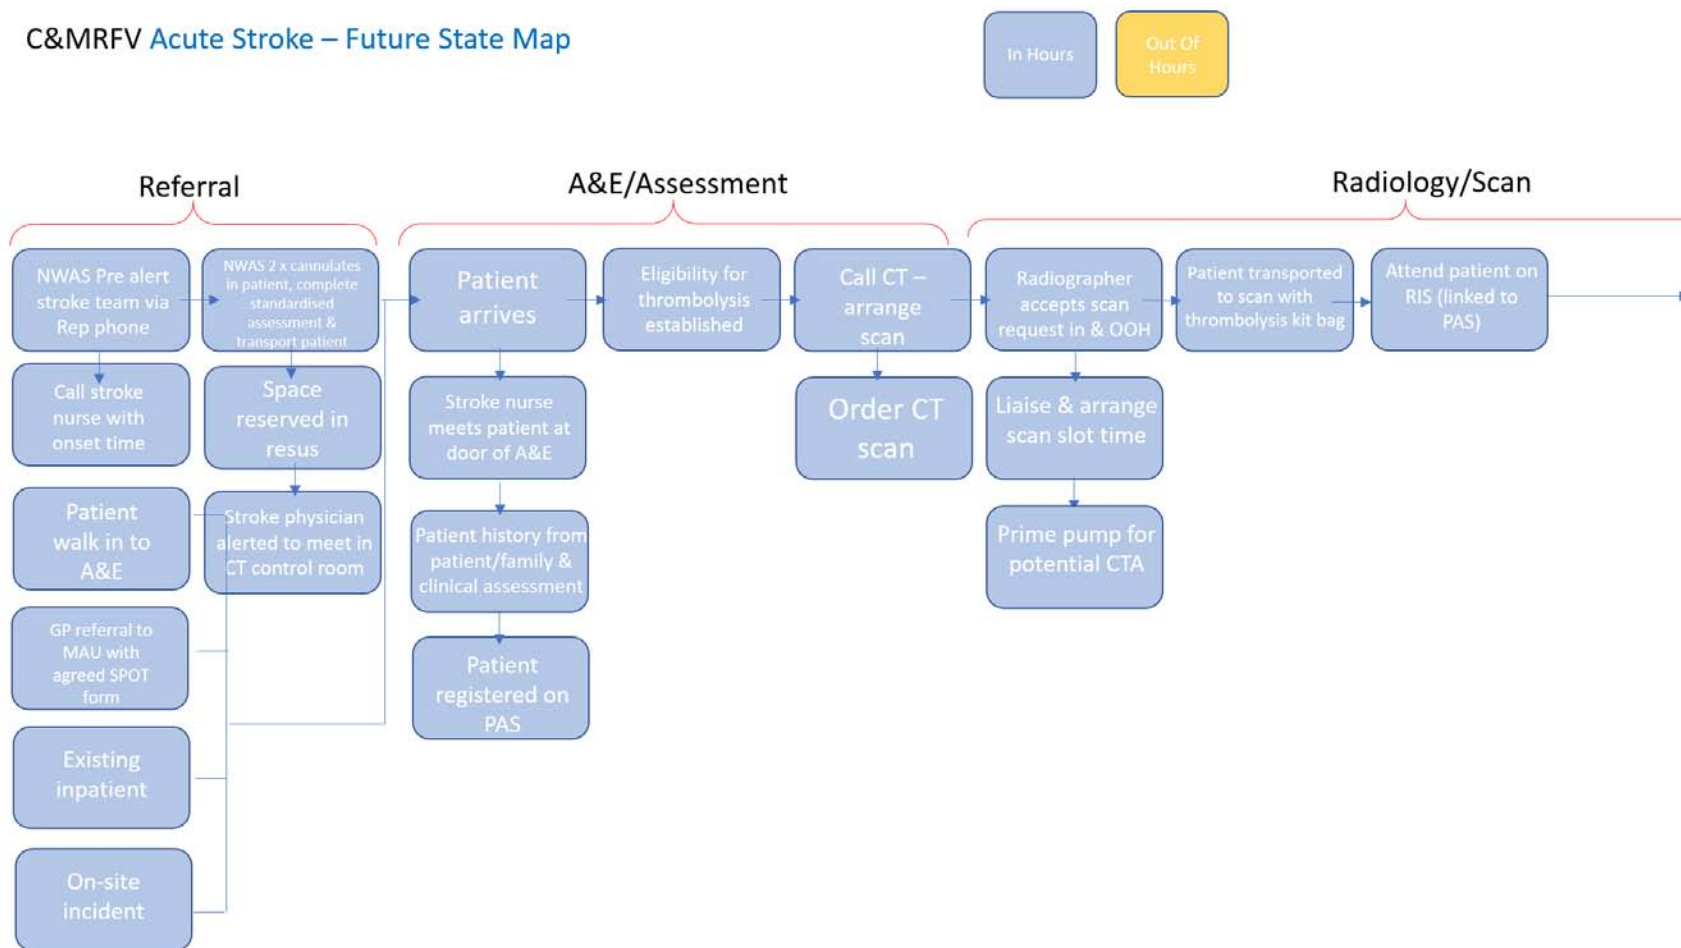 C&MRFV Acute Stroke – Future State Map
In Hours
Out Of
Hours
Referral
A&E/Assessment
Radiology/Scan
NWAS Pre alert
stroke team via
Rep phone
NWAS 2 x cannulates
in patient, complete
standardised
assessment &
transport patient
Patient
arrives
Eligibility for
thrombolysis
established
Call CT –
arrange
scan
Radiographer
accepts scan
request in & OOH
Patient transported
to scan with
thrombolysis kit bag
Attend patient on
RIS (linked to
PAS)
Call stroke
nurse with
onset time
Space
reserved in
resus
Stroke nurse
meets patient at
door of A&E
Order CT
scan
Liaise & arrange
scan slot time
Patient
walk in to
A&E
Stroke physician
alerted to meet in
CT control room
Patient history from
patient/family &
clinical assessment
Prime pump for
potential CTA
GP referral to
MAU with
agreed SPOT
form
Patient
registered on
PAS
Existing
inpatient
On-site
incident